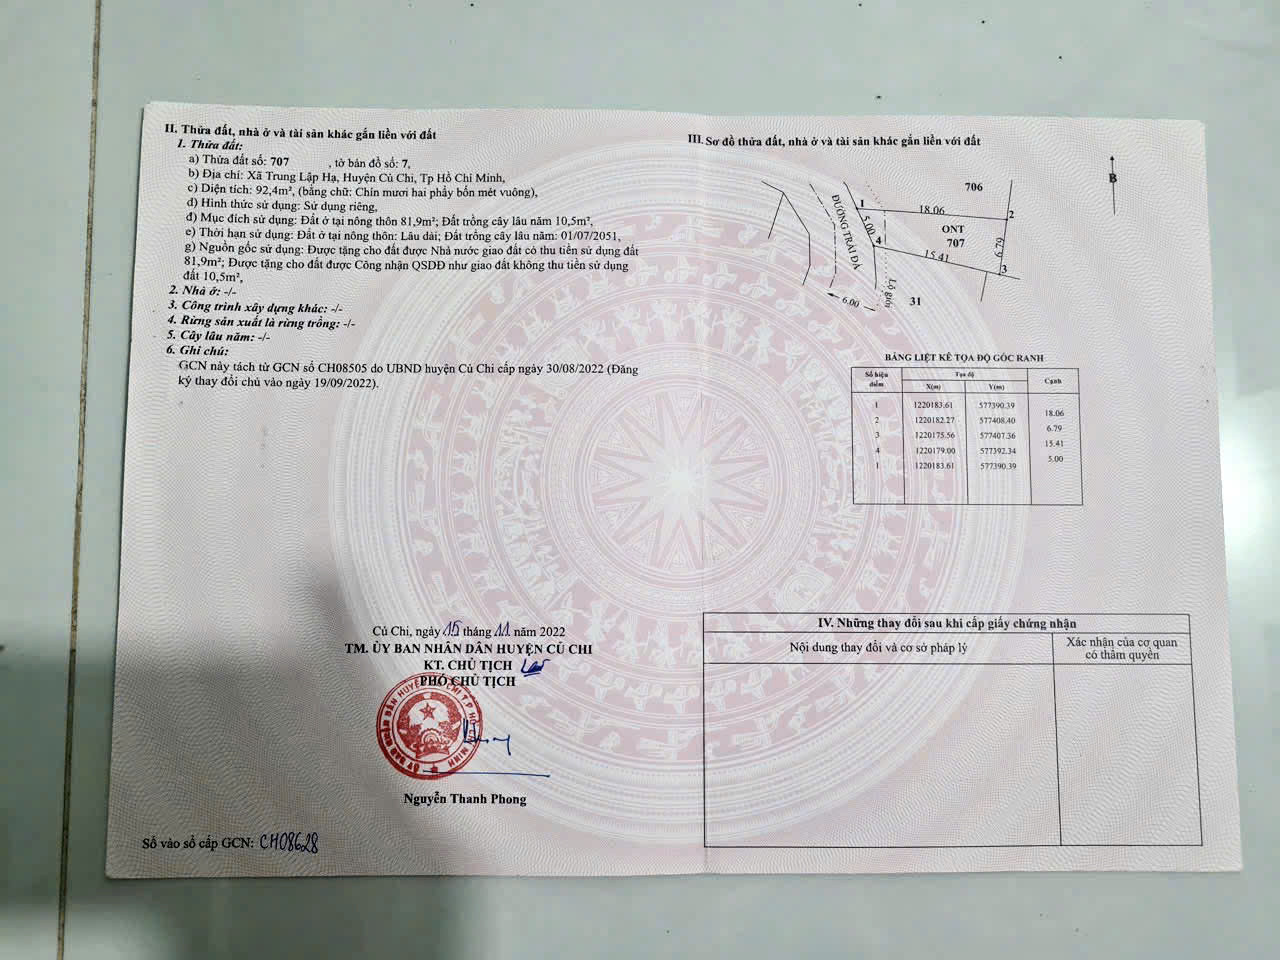 II. Thửa đất, nhà ở và tài sản khác gắn liền với đất
1. Thửa đất:
a) Thửa đất số: 707 , tờ bản đồ số: 7,
b) Địa chỉ: Xã Trung Lập Hạ, Huyện Củ Chi, Tp Hồ Chí Minh,
c) Diện tích: 92,4m², (bằng chữ: Chín mươi hai phẩy bốn mét vuông),
d) Hình thức sử dụng: Sử dụng riêng,
đ) Mục đích sử dụng: Đất ở tại nông thôn 81,9m²; Đất trồng cây lâu năm 10,5m²,
e) Thời hạn sử dụng: Đất ở tại nông thôn: Lâu dài; Đất trồng cây lâu năm: 01/07/2051,
g) Nguồn gốc sử dụng: Được tặng cho đất được Nhà nước giao đất có thu tiền sử dụng đất
81,9m²; Được tặng cho đất được Công nhận QSDĐ như giao đất không thu tiền sử dụng
đất 10,5m²,
2. Nhà ở: -/-
3. Công trình xây dựng khác: -/-
4. Rừng sản xuất là rừng trồng: -/-
5. Cây lâu năm: -/-
6. Ghi chú:
GCN này tách từ GCN số CH08505 do UBND huyện Củ Chi cấp ngày 30/08/2022 (Đăng
ký thay đổi chủ vào ngày 19/09/2022).
Củ Chi, ngày 15 tháng 11 năm 2022
TM. ỦY BAN NHÂN DÂN HUYỆN CỦ CHI
KT. CHỦ TỊCH
PHÓ CHỦ TỊCH
ỦY BAN NHÂN DÂN HUYỆN CỦ CHI T.P HỒ CHÍ MINH
Nguyễn Thanh Phong
Số vào sổ cấp GCN: CH08628
III. Sơ đồ thửa đất, nhà ở và tài sản khác gắn liền với đất
B
706
1
18.06
2
ĐƯỜNG TRẢI ĐÁ
5.00
ONT
707
6.79
4
15.41
3
Lộ giới
6.00
31
BẢNG LIỆT KÊ TỌA ĐỘ GÓC RANH
Số hiệu điểm Tọa độ Cạnh
X(m) Y(m)
1 1220183.61 577390.39
18.06
2 1220182.27 577408.40
6.79
3 1220175.56 577407.36
15.41
4 1220179.00 577392.34
5.00
1 1220183.61 577390.39
IV. Những thay đổi sau khi cấp giấy chứng nhận
Nội dung thay đổi và cơ sở pháp lý
Xác nhận của cơ quan
có thẩm quyền